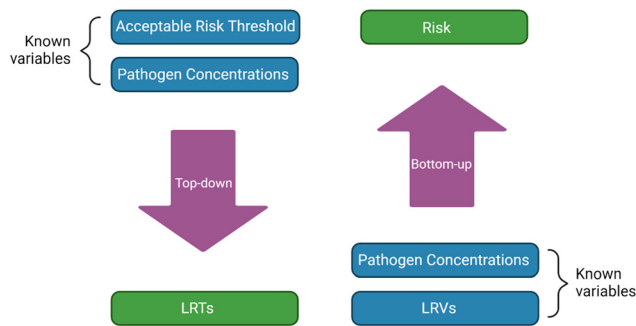 Known
variables
Acceptable Risk Threshold
Pathogen Concentrations
Top-down
LRTs
Risk
Bottom-up
Pathogen Concentrations
LRVs
Known
variables